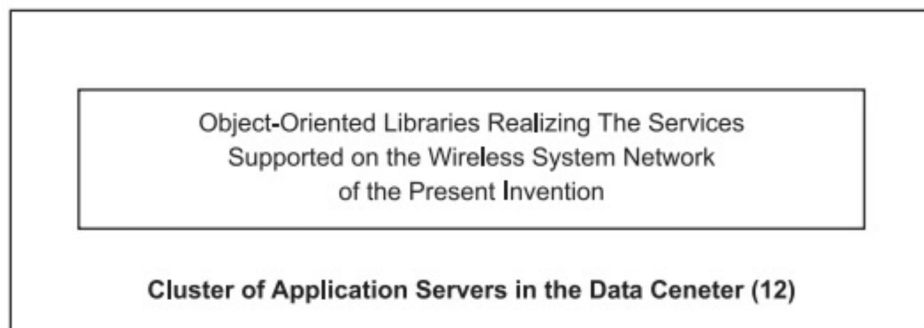 Object-Oriented Libraries Realizing The Services
Supported on the Wireless System Network
of the Present Invention
Cluster of Application Servers in the Data Ceneter (12)